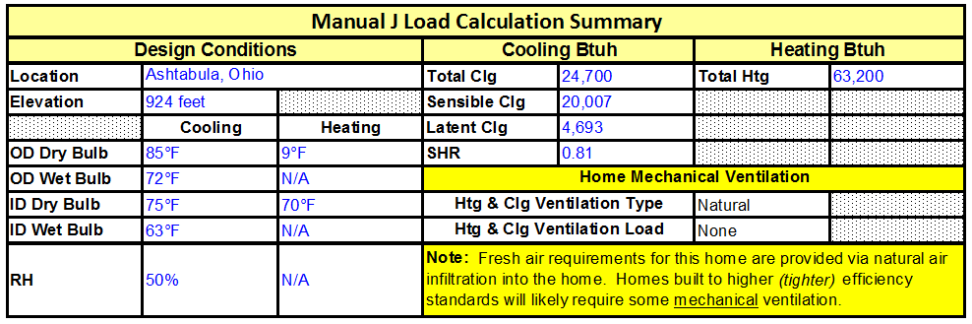 Manual J Load Calculation Summary
Design Conditions Cooling Btuh Heating Btuh
Location Ashtabula, Ohio Total Clg 24,700 Total Htg 63,200
Elevation 924 feet Sensible Clg 20,007
Cooling Heating Latent Clg 4,693
OD Dry Bulb 85°F 9°F SHR 0.81
OD Wet Bulb 72°F N/A Home Mechanical Ventilation
ID Dry Bulb 75°F 70°F Htg & Clg Ventilation Type Natural
ID Wet Bulb 63°F N/A Htg & Clg Ventilation Load None
RH 50% N/A
Note: Fresh air requirements for this home are provided via natural air
infiltration into the home. Homes built to higher (tighter) efficiency
standards will likely require some mechanical ventilation.